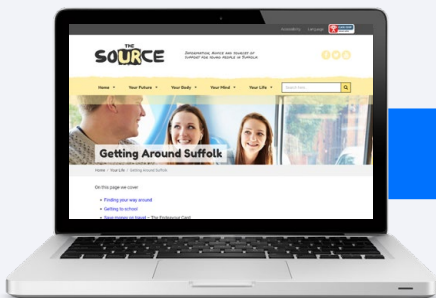 Accessibility Language
THE
SOURCE
Information, Advice and sources of
support for young people in Suffolk
Home Your Future Your Body Your Mind Your Life
Getting Around Suffolk
Home > Your Life > Getting Around Suffolk
On this page we cover
Finding your way around
Getting to school
Save money on travel – The Endeavour Card